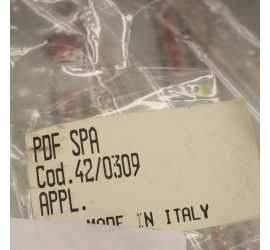 PDF SPA
Cod.42/0309
APPL.
MADE IN ITALY